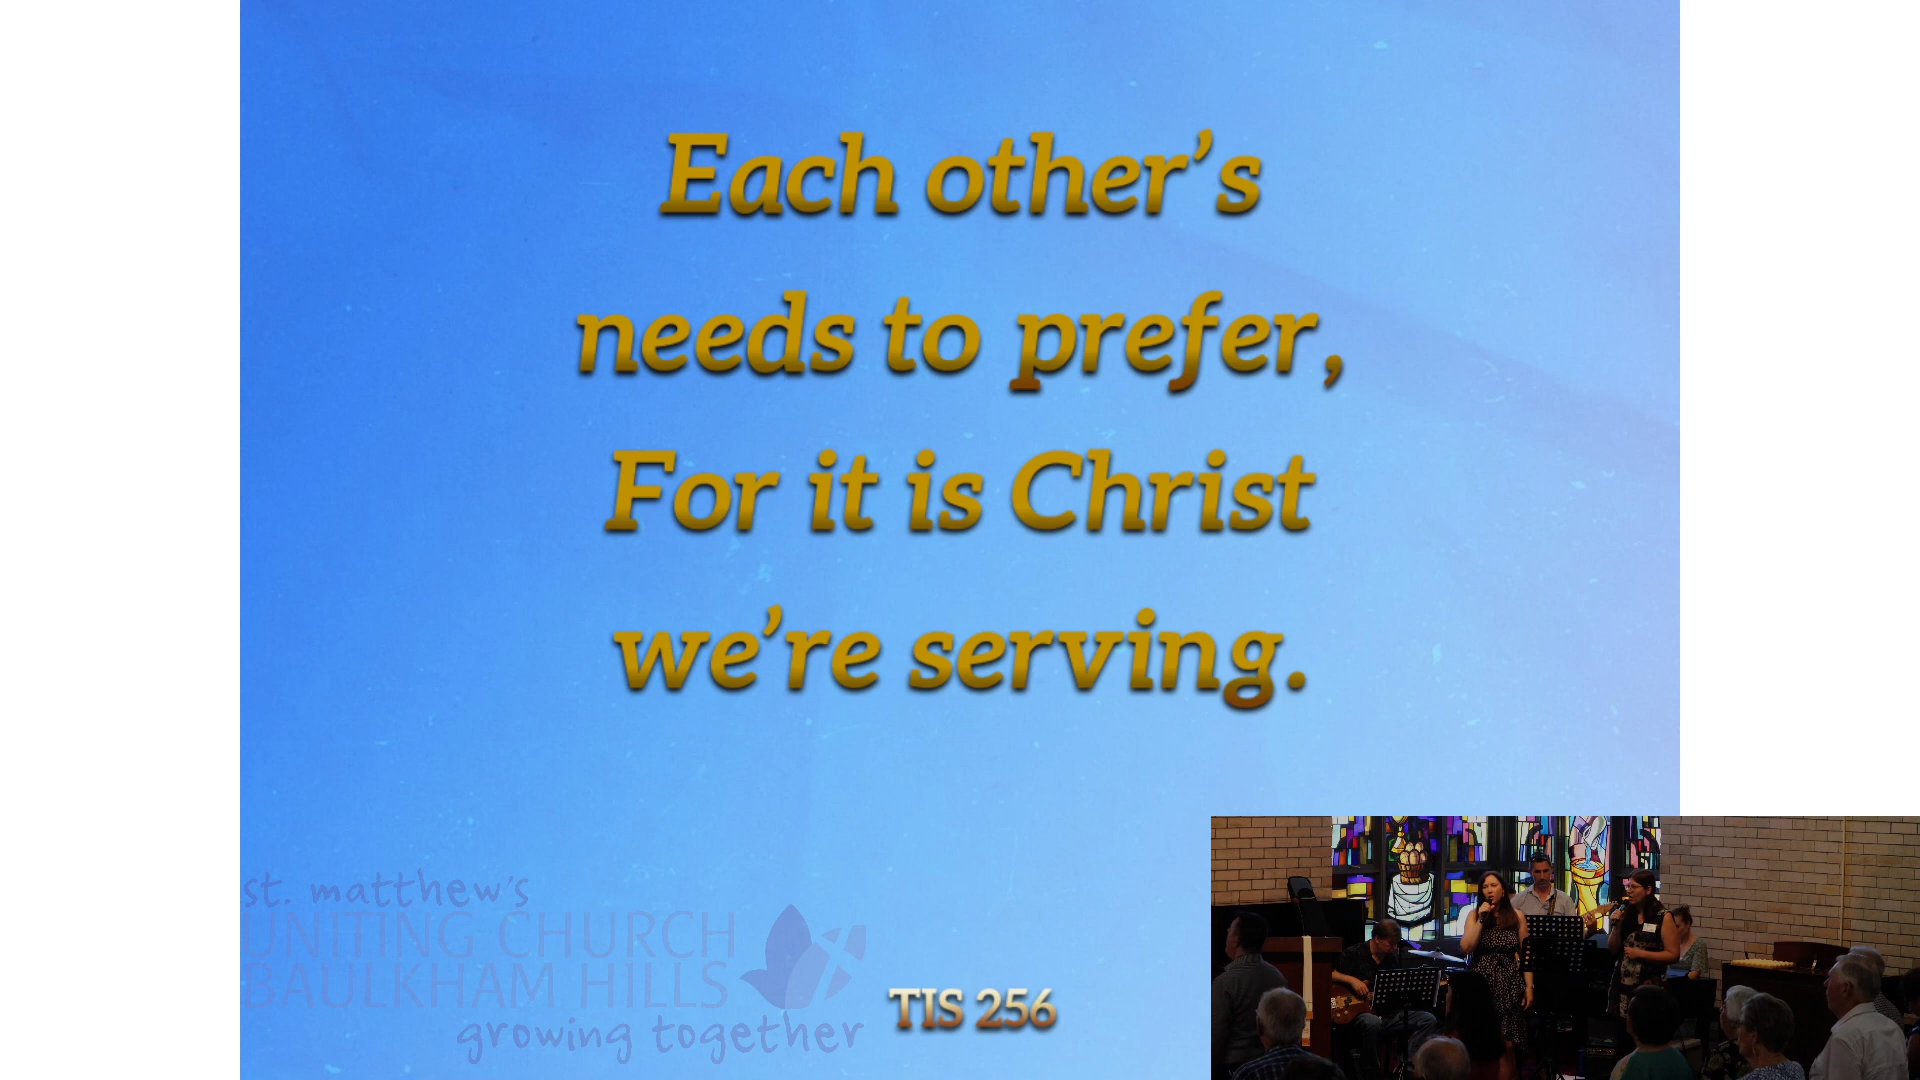 Each other's
needs to prefer,
For it is Christ
we're serving.
st. matthew's
UNITING CHURCH
BAULKHAM HILLS
growing together
TIS 256